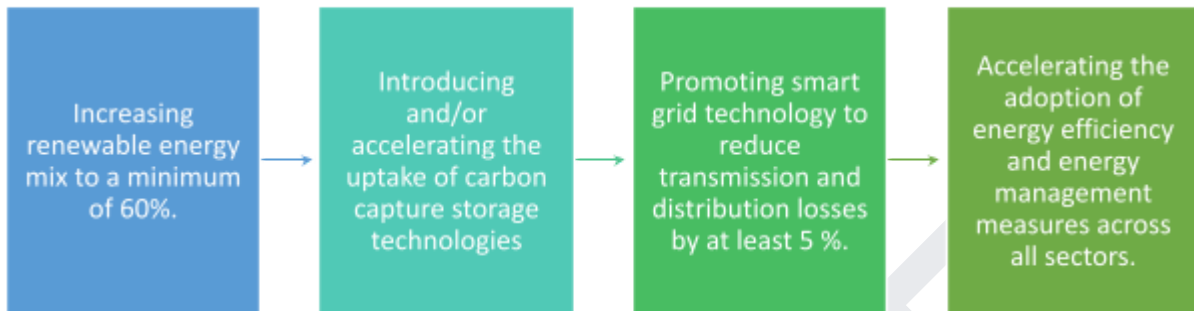 Increasing
renewable energy
mix to a minimum
of 60%.
Introducing
and/or
accelerating the
uptake of carbon
capture storage
technologies
Promoting smart
grid technology to
reduce
transmission and
distribution losses
by at least 5 %.
Accelerating the
adoption of
energy efficiency
and energy
management
measures across
all sectors.